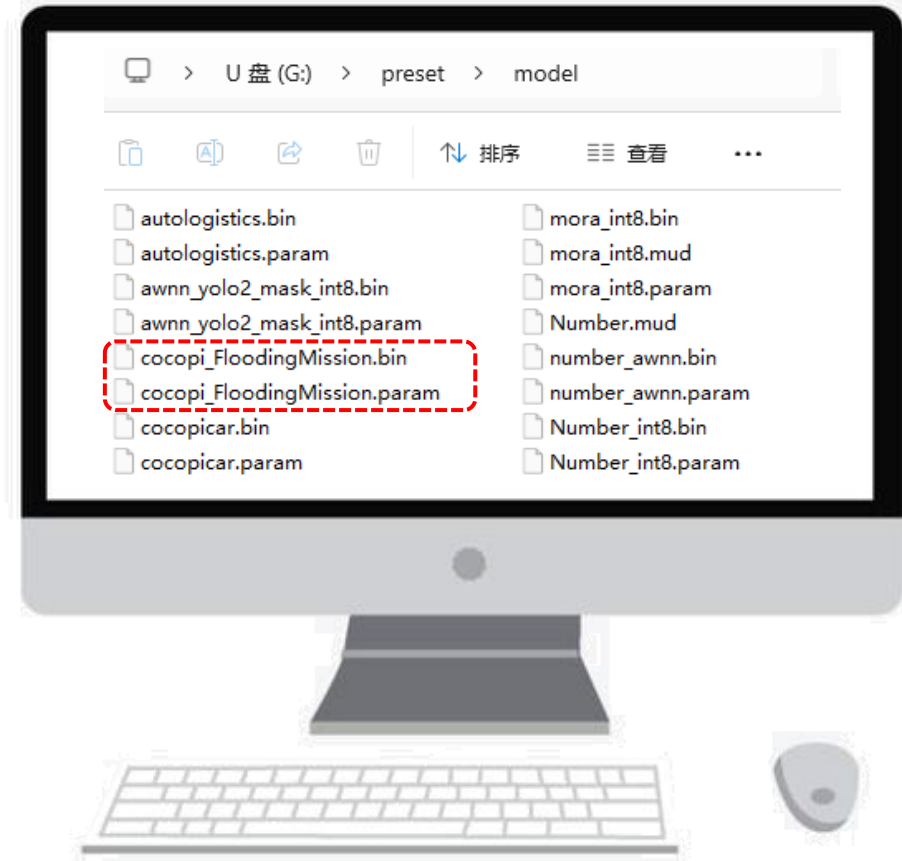 U 盘 (G:) > preset > model
排序 查看 ...
autologistics.bin
autologistics.param
awnn_yolo2_mask_int8.bin
awnn_yolo2_mask_int8.param
cocopi_FloodingMission.bin
cocopi_FloodingMission.param
cocopicar.bin
cocopicar.param
mora_int8.bin
mora_int8.mud
mora_int8.param
Number.mud
number_awnn.bin
number_awnn.param
Number_int8.bin
Number_int8.param